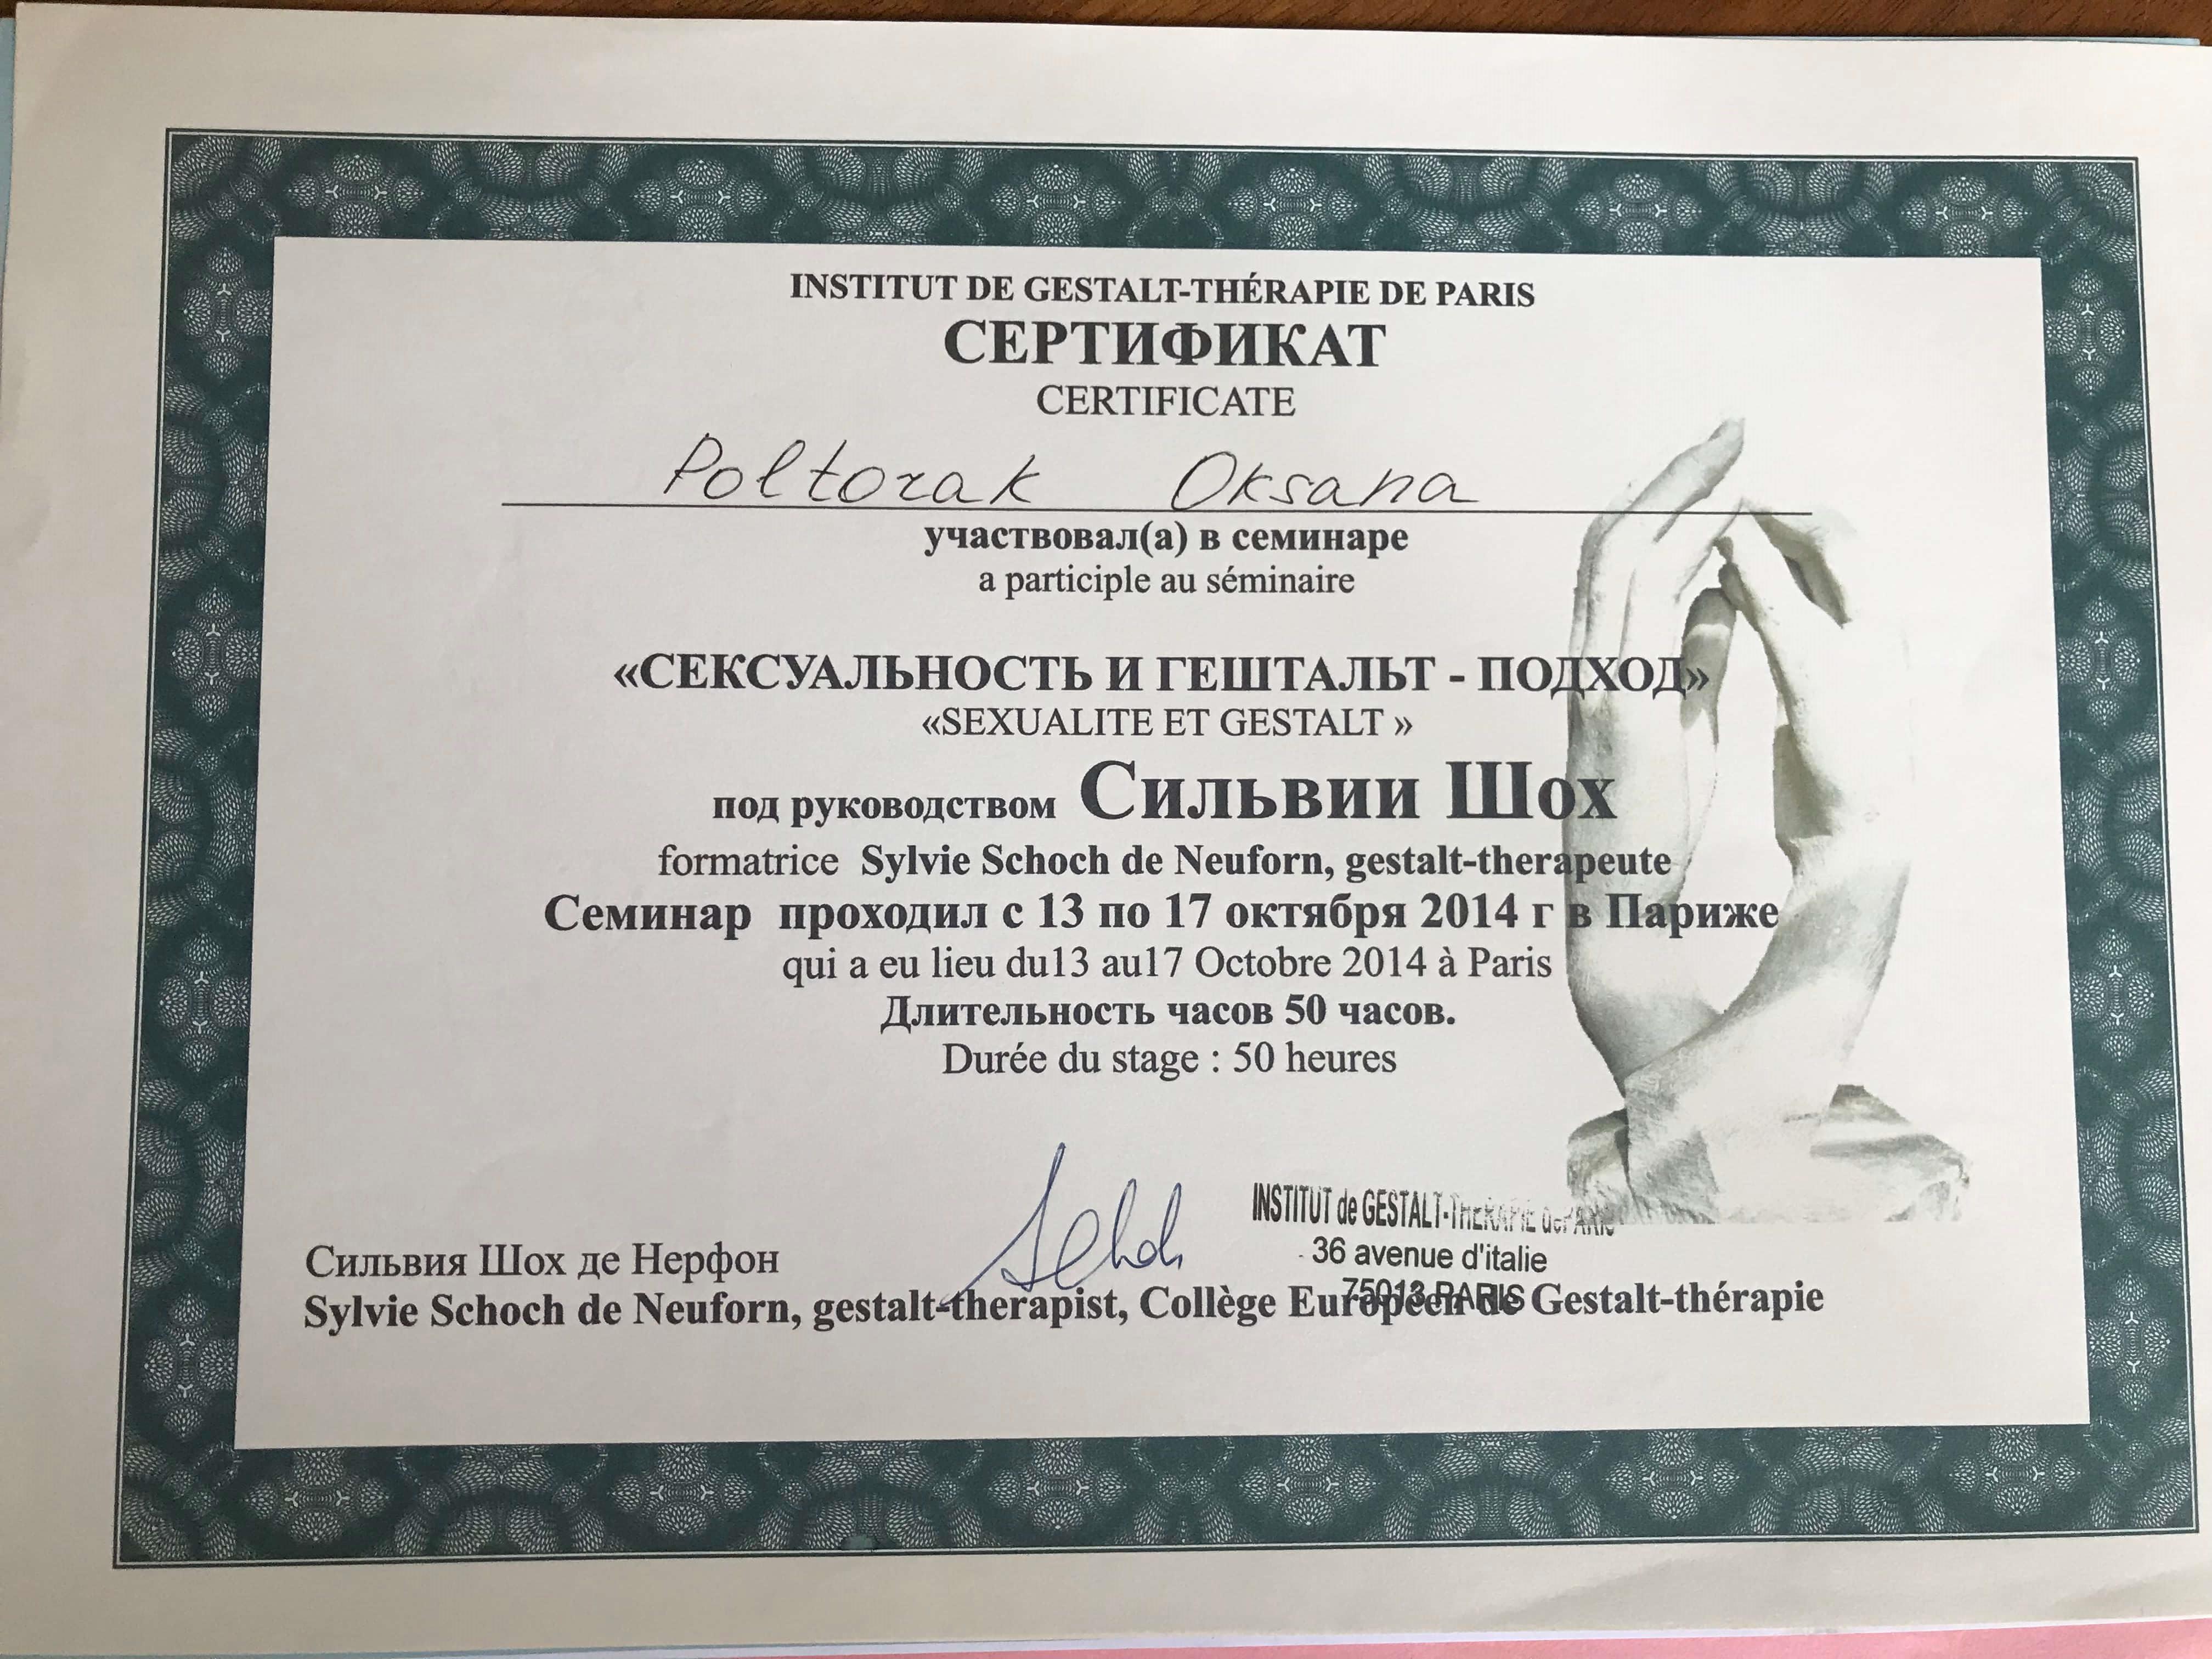 INSTITUT DE GESTALT-THÉRAPIE DE PARIS
СЕРТИФИКАТ
CERTIFICATE
Poltorak Oksana
участвовал(а) в семинаре
a participle au séminaire
«СЕКСУАЛЬНОСТЬ И ГЕШТАЛЬТ - ПОДХОД»
«SEXUALITE ET GESTALT »
под руководством Сильвии Шох
formatrice Sylvie Schoch de Neuforn, gestalt-therapeute
Семинар проходил с 13 по 17 октября 2014 г в Париже
qui a eu lieu du13 au17 Octobre 2014 à Paris
Длительность часов 50 часов.
Durée du stage : 50 heures
INSTITUT de GESTALT-THERAPIE de PARIS
36 avenue d'italie
75013 PARIS
Сильвия Шох де Нерфон
Sylvie Schoch de Neuforn, gestalt-therapist, Collège Européen de Gestalt-thérapie